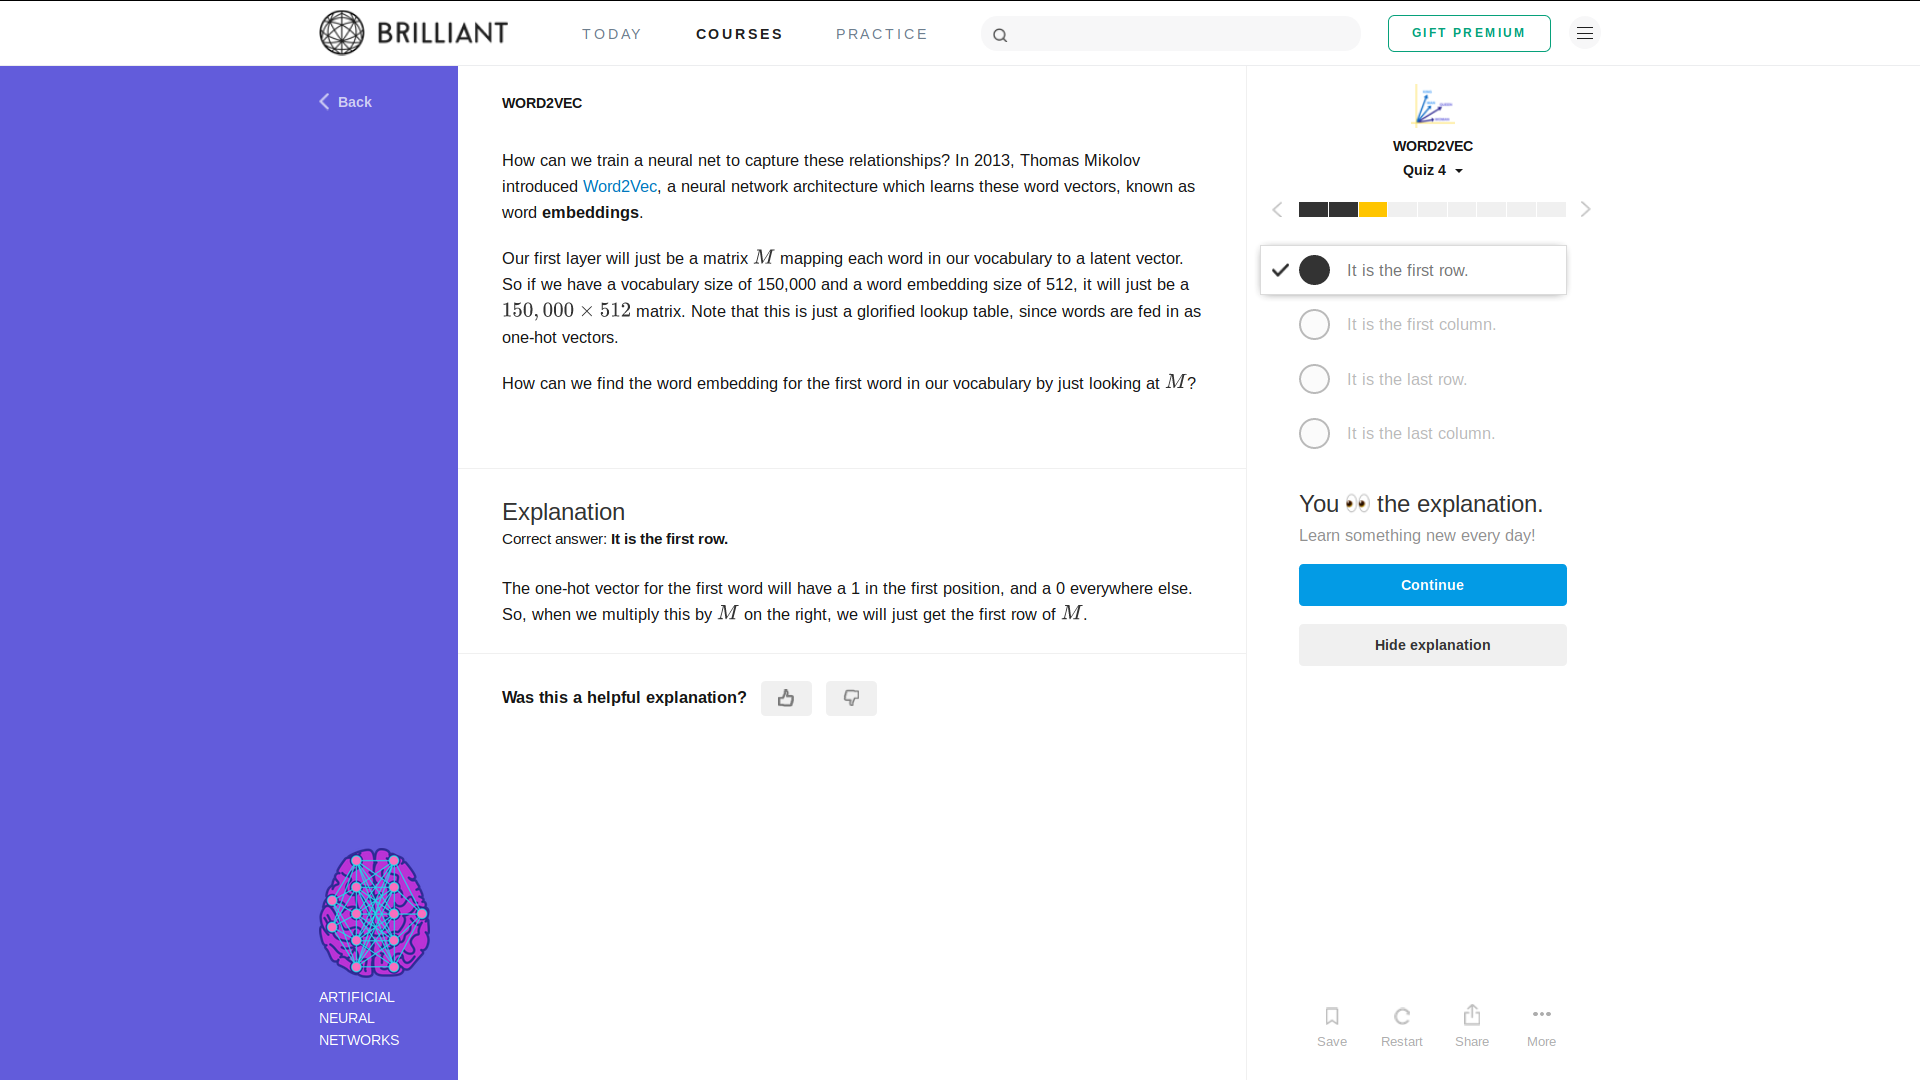 BRILLIANT
TODAY
COURSES
PRACTICE
GIFT PREMIUM
Back
ARTIFICIAL
NEURAL
NETWORKS
WORD2VEC
How can we train a neural net to capture these relationships? In 2013, Thomas Mikolov
introduced Word2Vec, a neural network architecture which learns these word vectors, known as
word embeddings.
Our first layer will just be a matrix M mapping each word in our vocabulary to a latent vector.
So if we have a vocabulary size of 150,000 and a word embedding size of 512, it will just be a
150,000 × 512 matrix. Note that this is just a glorified lookup table, since words are fed in as
one-hot vectors.
How can we find the word embedding for the first word in our vocabulary by just looking at M?
Explanation
Correct answer: It is the first row.
The one-hot vector for the first word will have a 1 in the first position, and a 0 everywhere else.
So, when we multiply this by M on the right, we will just get the first row of M.
Was this a helpful explanation?
WORD2VEC
Quiz 4
It is the first row.
It is the first column.
It is the last row.
It is the last column.
You 👀 the explanation.
Learn something new every day!
Continue
Hide explanation
Save
Restart
Share
More